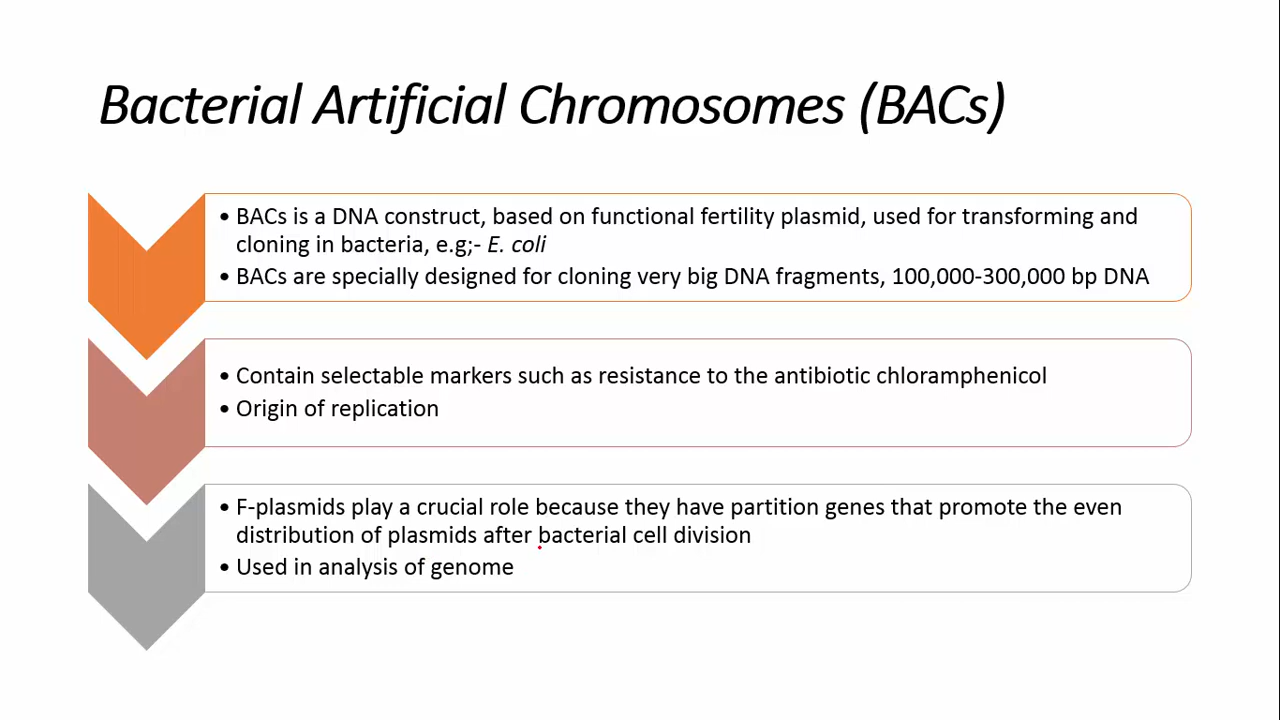 Bacterial Artificial Chromosomes (BACs)
• BACs is a DNA construct, based on functional fertility plasmid, used for transforming and
cloning in bacteria, e.g;- E. coli
• BACs are specially designed for cloning very big DNA fragments, 100,000-300,000 bp DNA
• Contain selectable markers such as resistance to the antibiotic chloramphenicol
• Origin of replication
• F-plasmids play a crucial role because they have partition genes that promote the even
distribution of plasmids after bacterial cell division
• Used in analysis of genome